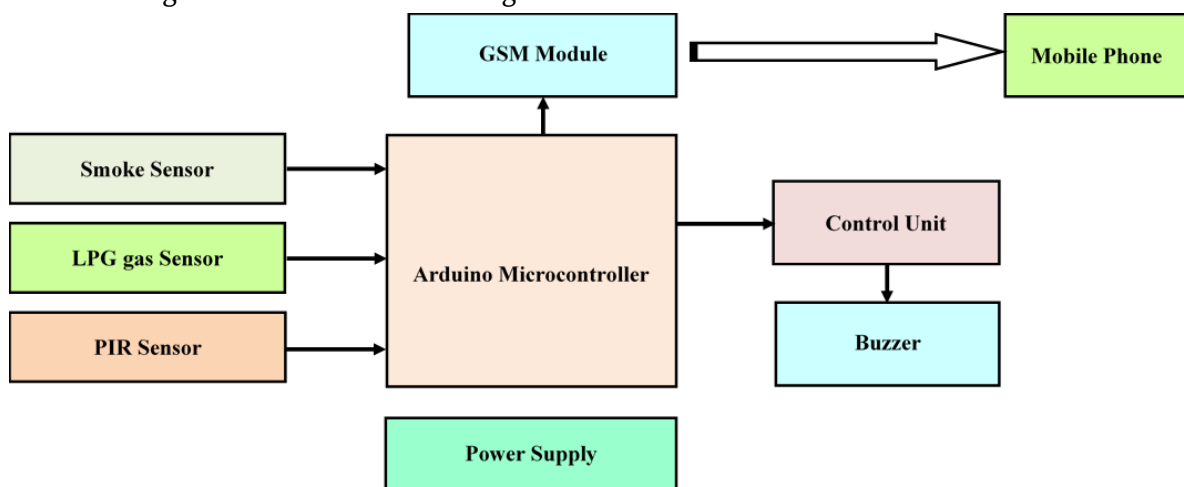 GSM Module
Mobile Phone
Smoke Sensor
LPG gas Sensor
PIR Sensor
Arduino Microcontroller
Control Unit
Buzzer
Power Supply